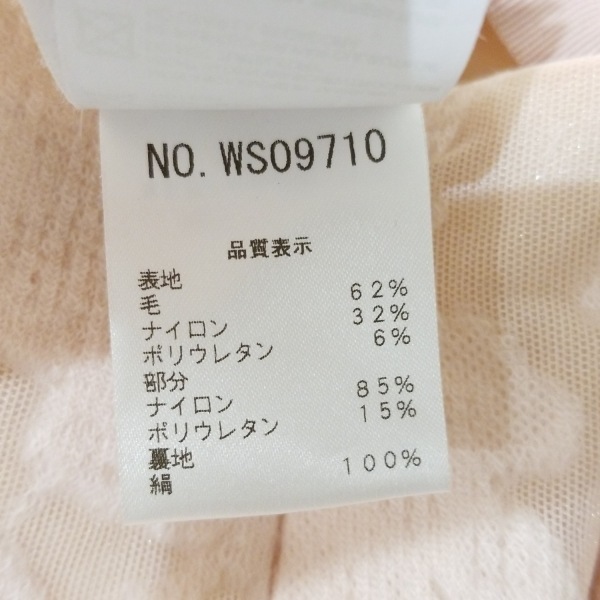 NO. WS09710
品質表示
表地
毛 62%
ナイロン 32%
ポリウレタン 6%
部分
ナイロン 85%
ポリウレタン 15%
裏地
絹 100%